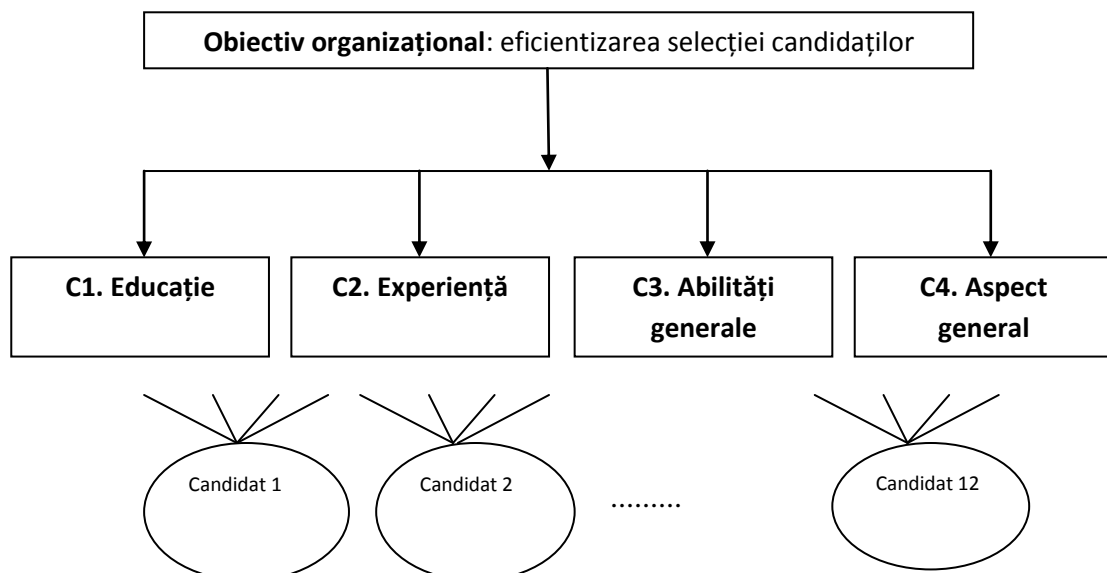 Obiectiv organizațional: eficientizarea selecției candidaților
C1. Educație
C2. Experiență
C3. Abilități
generale
C4. Aspect
general
Candidat 1
Candidat 2
.........
Candidat 12